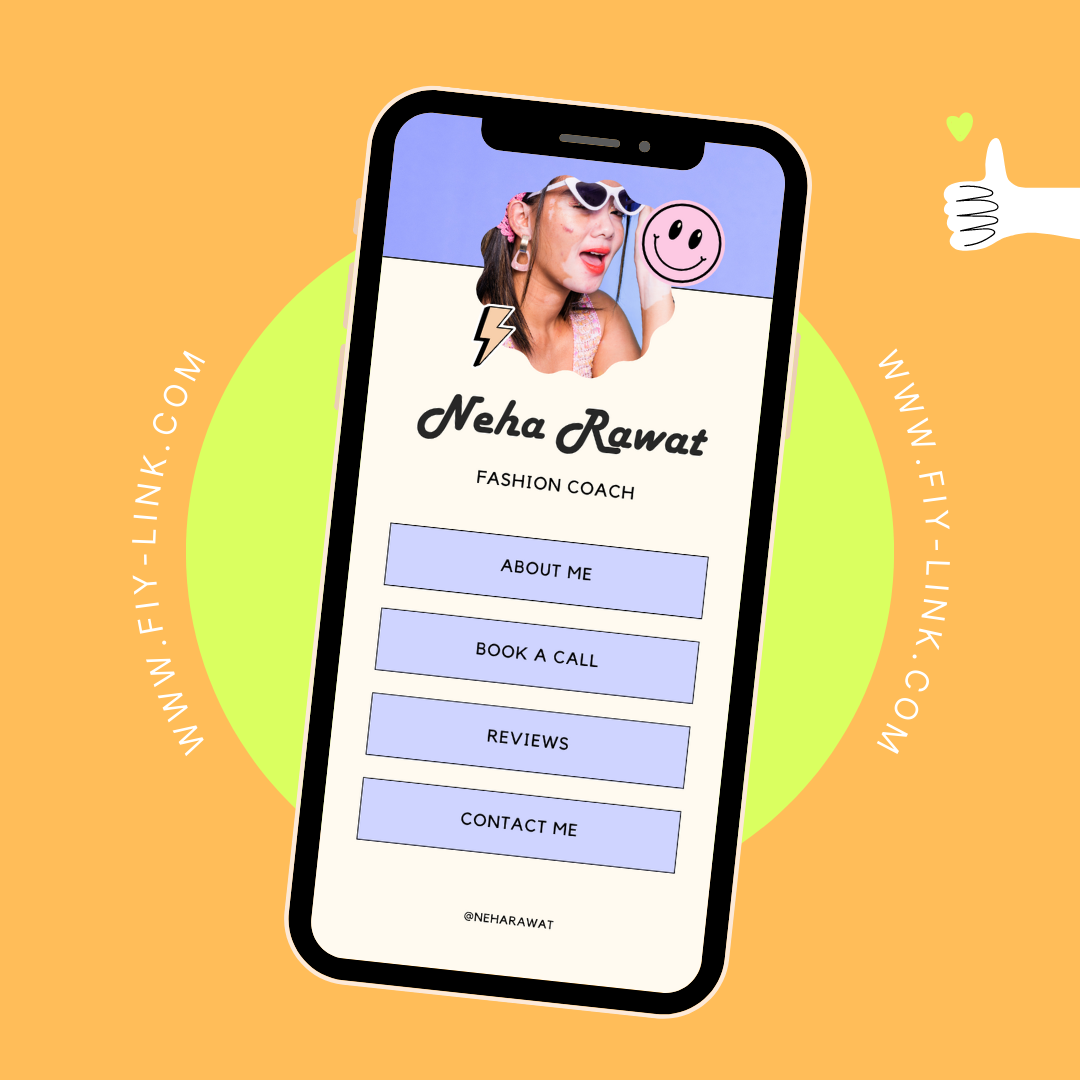 WWW.FIY-LINK.COM
Neha Rawat
FASHION COACH
ABOUT ME
BOOK A CALL
REVIEWS
CONTACT ME
@NEHARAWAT
WWW.FIY-LINK.COM